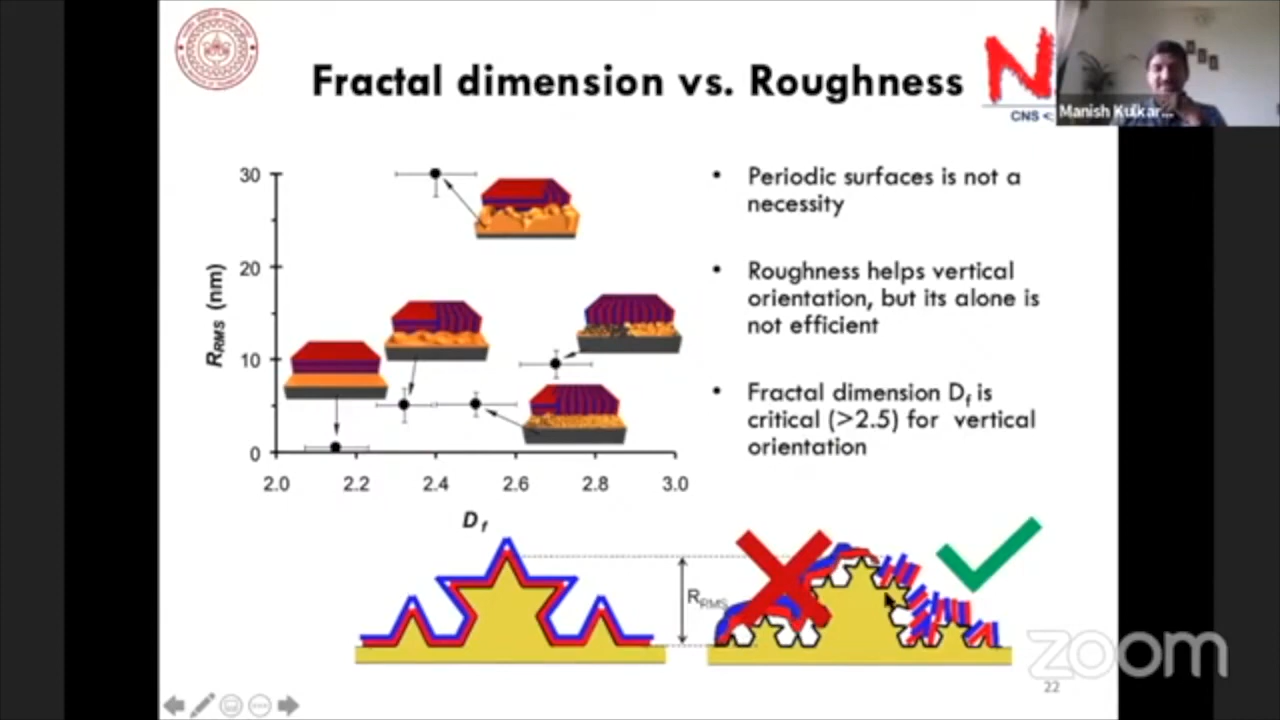 Fractal dimension vs. Roughness
N
CNS <
Manish Kulkar...
30
20
10
0
R_RMS (nm)
2.0 2.2 2.4 2.6 2.8 3.0
D_f
• Periodic surfaces is not a
necessity
• Roughness helps vertical
orientation, but its alone is
not efficient
• Fractal dimension D_f is
critical (>2.5) for vertical
orientation
R_RMS
zoom
22